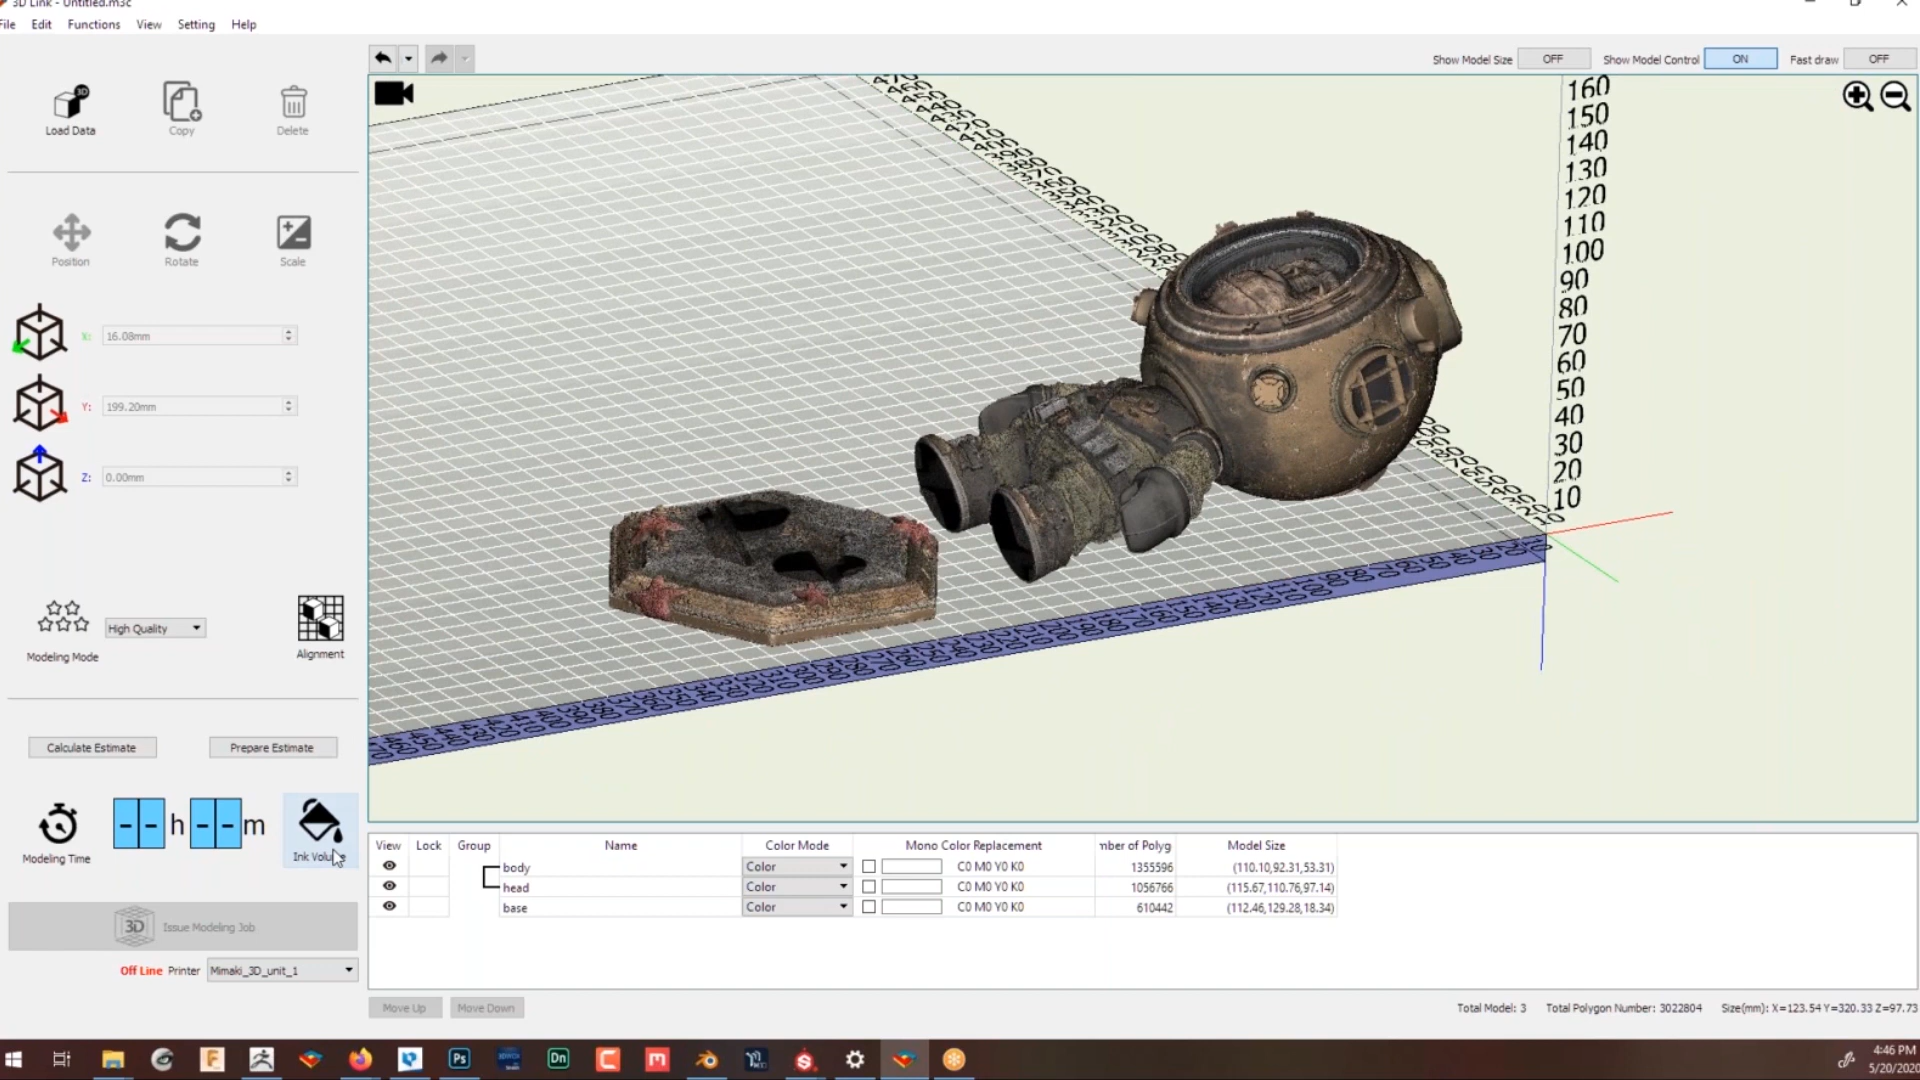 3D Link - Untitled.m3c
File Edit Functions View Setting Help
Show Model Size OFF Show Model Control ON Fast draw OFF
Load Data Copy Delete
Position Rotate Scale
X: 16.08mm
Y: 199.20mm
Z: 0.00mm
160
150
140
130
120
110
100
90
80
70
60
50
40
30
20
10
High Quality
Modeling Mode Alignment
Calculate Estimate Prepare Estimate
-- h -- m
Modeling Time Ink Volume
3D Issue Modeling Job
Off Line Printer Mimaki_3D_unit_1
View Lock Group Name Color Mode Mono Color Replacement nber of Polyg Model Size
body Color C0 M0 Y0 K0 1355596 (110.10,92.31,53.31)
head Color C0 M0 Y0 K0 1056766 (115.67,110.76,97.14)
base Color C0 M0 Y0 K0 610442 (112.46,129.28,18.34)
Move Up Move Down
Total Model: 3 Total Polygon Number: 3022804 Size(mm): X=123.54 Y=320.33 Z=97.73
Ps Dn
4:46 PM
5/20/2020